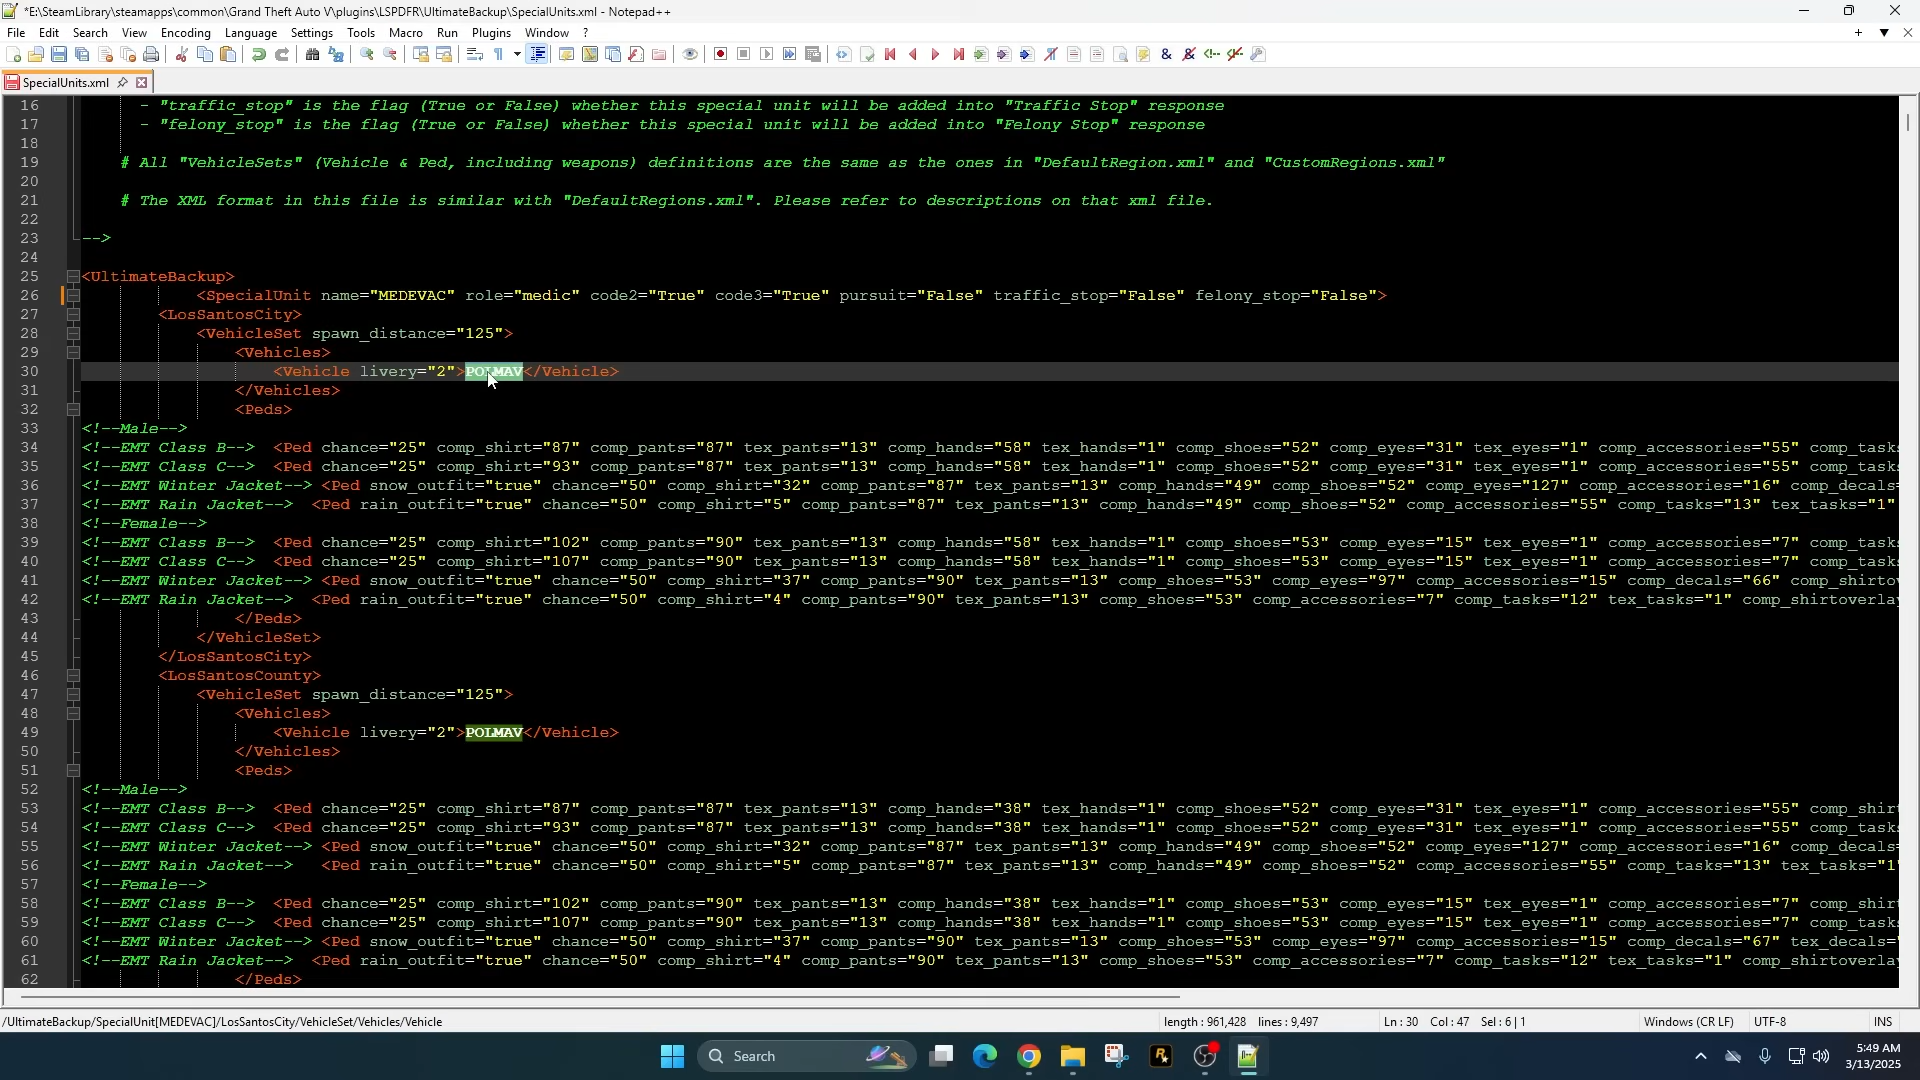 *E:\SteamLibrary\steamapps\common\Grand Theft Auto V\plugins\LSPDFR\UltimateBackup\SpecialUnits.xml - Notepad++
File Edit Search View Encoding Language Settings Tools Macro Run Plugins Window ?
SpecialUnits.xml
16 - "traffic_stop" is the flag (True or False) whether this special unit will be added into "Traffic Stop" response
17 - "felony_stop" is the flag (True or False) whether this special unit will be added into "Felony Stop" response
18
19 # All "VehicleSets" (Vehicle & Ped, including weapons) definitions are the same as the ones in "DefaultRegion.xml" and "CustomRegions.xml"
20
21 # The XML format in this file is similar with "DefaultRegions.xml". Please refer to descriptions on that xml file.
22
23 -->
24
25 <UltimateBackup>
26 <SpecialUnit name="MEDEVAC" role="medic" code2="True" code3="True" pursuit="False" traffic_stop="False" felony_stop="False">
27 <LosSantosCity>
28 <VehicleSet spawn_distance="125">
29 <Vehicles>
30 <Vehicle livery="2">POLMAV</Vehicle>
31 </Vehicles>
32 <Peds>
33 <!--Male-->
34 <!--EMT Class B--> <Ped chance="25" comp_shirt="87" comp_pants="87" tex_pants="13" comp_hands="58" tex_hands="1" comp_shoes="52" comp_eyes="31" tex_eyes="1" comp_accessories="55" comp_task
35 <!--EMT Class C--> <Ped chance="25" comp_shirt="93" comp_pants="87" tex_pants="13" comp_hands="58" tex_hands="1" comp_shoes="52" comp_eyes="31" tex_eyes="1" comp_accessories="55" comp_task
36 <!--EMT Winter Jacket--> <Ped snow_outfit="true" chance="50" comp_shirt="32" comp_pants="87" tex_pants="13" comp_hands="49" comp_shoes="52" comp_eyes="127" comp_accessories="16" comp_decals=
37 <!--EMT Rain Jacket--> <Ped rain_outfit="true" chance="50" comp_shirt="5" comp_pants="87" tex_pants="13" comp_hands="49" comp_shoes="52" comp_accessories="55" comp_tasks="13" tex_tasks="1"
38 <!--Female-->
39 <!--EMT Class B--> <Ped chance="25" comp_shirt="102" comp_pants="90" tex_pants="13" comp_hands="58" tex_hands="1" comp_shoes="53" comp_eyes="15" tex_eyes="1" comp_accessories="7" comp_task
40 <!--EMT Class C--> <Ped chance="25" comp_shirt="107" comp_pants="90" tex_pants="13" comp_hands="58" tex_hands="1" comp_shoes="53" comp_eyes="15" tex_eyes="1" comp_accessories="7" comp_task
41 <!--EMT Winter Jacket--> <Ped snow_outfit="true" chance="50" comp_shirt="37" comp_pants="90" tex_pants="13" comp_shoes="53" comp_eyes="97" comp_accessories="15" comp_decals="66" comp_shirto
42 <!--EMT Rain Jacket--> <Ped rain_outfit="true" chance="50" comp_shirt="4" comp_pants="90" tex_pants="13" comp_shoes="53" comp_accessories="7" comp_tasks="12" tex_tasks="1" comp_shirtoverla
43 </Peds>
44 </VehicleSet>
45 </LosSantosCity>
46 <LosSantosCounty>
47 <VehicleSet spawn_distance="125">
48 <Vehicles>
49 <Vehicle livery="2">POLMAV</Vehicle>
50 </Vehicles>
51 <Peds>
52 <!--Male-->
53 <!--EMT Class B--> <Ped chance="25" comp_shirt="87" comp_pants="87" tex_pants="13" comp_hands="38" tex_hands="1" comp_shoes="52" comp_eyes="31" tex_eyes="1" comp_accessories="55" comp_shir
54 <!--EMT Class C--> <Ped chance="25" comp_shirt="93" comp_pants="87" tex_pants="13" comp_hands="38" tex_hands="1" comp_shoes="52" comp_eyes="31" tex_eyes="1" comp_accessories="55" comp_task
55 <!--EMT Winter Jacket--> <Ped snow_outfit="true" chance="50" comp_shirt="32" comp_pants="87" tex_pants="13" comp_hands="49" comp_shoes="52" comp_eyes="127" comp_accessories="16" comp_decals=
56 <!--EMT Rain Jacket--> <Ped rain_outfit="true" chance="50" comp_shirt="5" comp_pants="87" tex_pants="13" comp_hands="49" comp_shoes="52" comp_accessories="55" comp_tasks="13" tex_tasks="1
57 <!--Female-->
58 <!--EMT Class B--> <Ped chance="25" comp_shirt="102" comp_pants="90" tex_pants="13" comp_hands="38" tex_hands="1" comp_shoes="53" comp_eyes="15" tex_eyes="1" comp_accessories="7" comp_shir
59 <!--EMT Class C--> <Ped chance="25" comp_shirt="107" comp_pants="90" tex_pants="13" comp_hands="38" tex_hands="1" comp_shoes="53" comp_eyes="15" tex_eyes="1" comp_accessories="7" comp_task
60 <!--EMT Winter Jacket--> <Ped snow_outfit="true" chance="50" comp_shirt="37" comp_pants="90" tex_pants="13" comp_shoes="53" comp_eyes="97" comp_accessories="15" comp_decals="67" tex_decals=
61 <!--EMT Rain Jacket--> <Ped rain_outfit="true" chance="50" comp_shirt="4" comp_pants="90" tex_pants="13" comp_shoes="53" comp_accessories="7" comp_tasks="12" tex_tasks="1" comp_shirtoverla
62 </Peds>
/UltimateBackup/SpecialUnit[MEDEVAC]/LosSantosCity/VehicleSet/Vehicles/Vehicle length : 961,428 lines : 9,497 Ln : 30 Col : 47 Sel : 6 | 1 Windows (CR LF) UTF-8 INS
Search
5:49 AM
3/13/2025